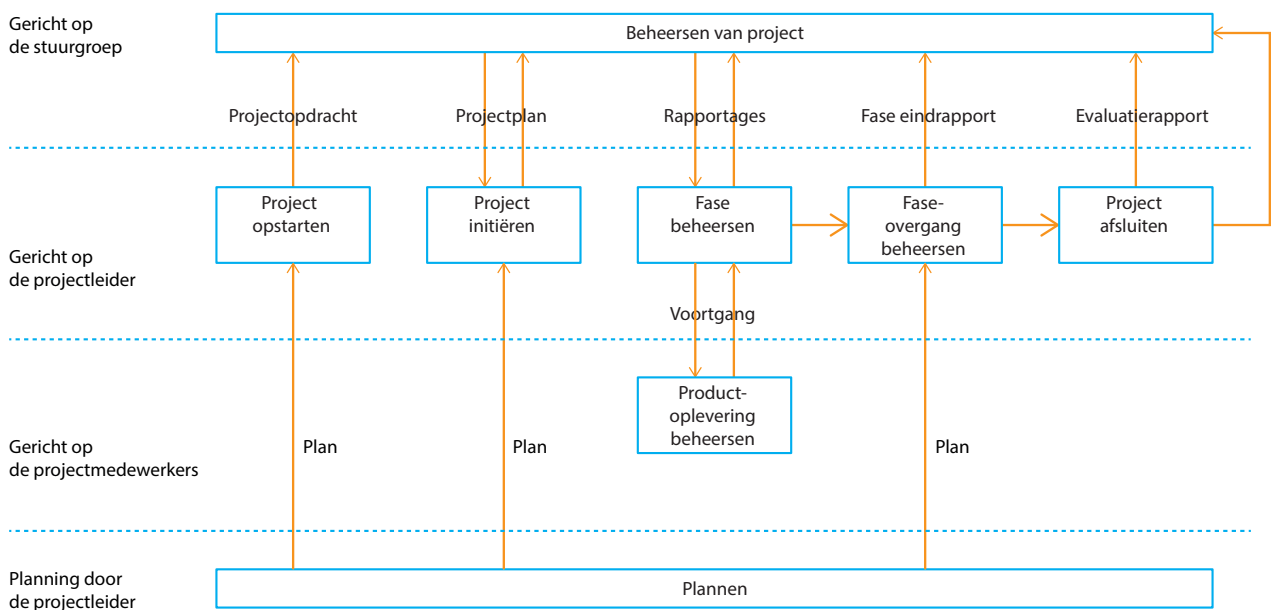 Gericht op
de stuurgroep
Beheersen van project
Projectopdracht
Projectplan
Rapportages
Fase eindrapport
Evaluatierapport
Gericht op
de projectleider
Project
opstarten
Project
initiëren
Fase
beheersen
Fase-
overgang
beheersen
Project
afsluiten
Voortgang
Gericht op
de projectmedewerkers
Product-
oplevering
beheersen
Plan
Plan
Plan
Planning door
de projectleider
Plannen